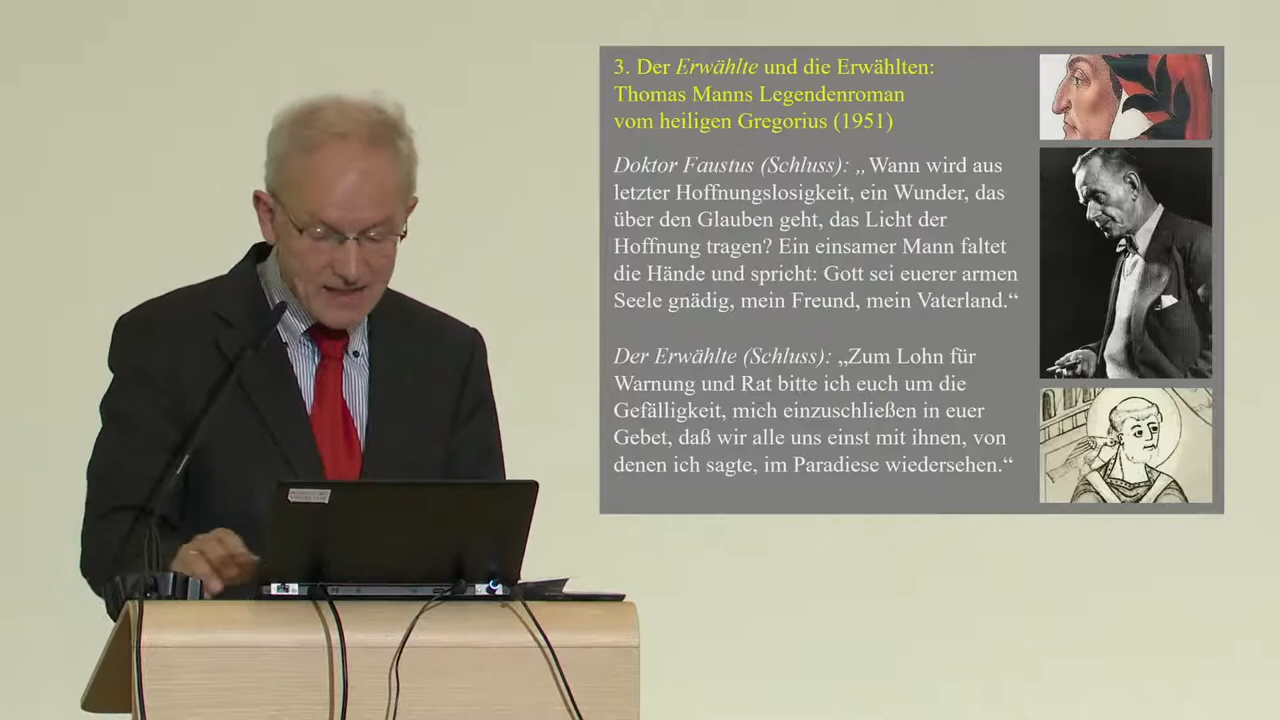 3. Der Erwählte und die Erwählten:
Thomas Manns Legendenroman
vom heiligen Gregorius (1951)
Doktor Faustus (Schluss): „Wann wird aus
letzter Hoffnungslosigkeit, ein Wunder, das
über den Glauben geht, das Licht der
Hoffnung tragen? Ein einsamer Mann faltet
die Hände und spricht: Gott sei euerer armen
Seele gnädig, mein Freund, mein Vaterland.“
Der Erwählte (Schluss): „Zum Lohn für
Warnung und Rat bitte ich euch um die
Gefälligkeit, mich einzuschließen in euer
Gebet, daß wir alle uns einst mit ihnen, von
denen ich sagte, im Paradiese wiedersehen.“